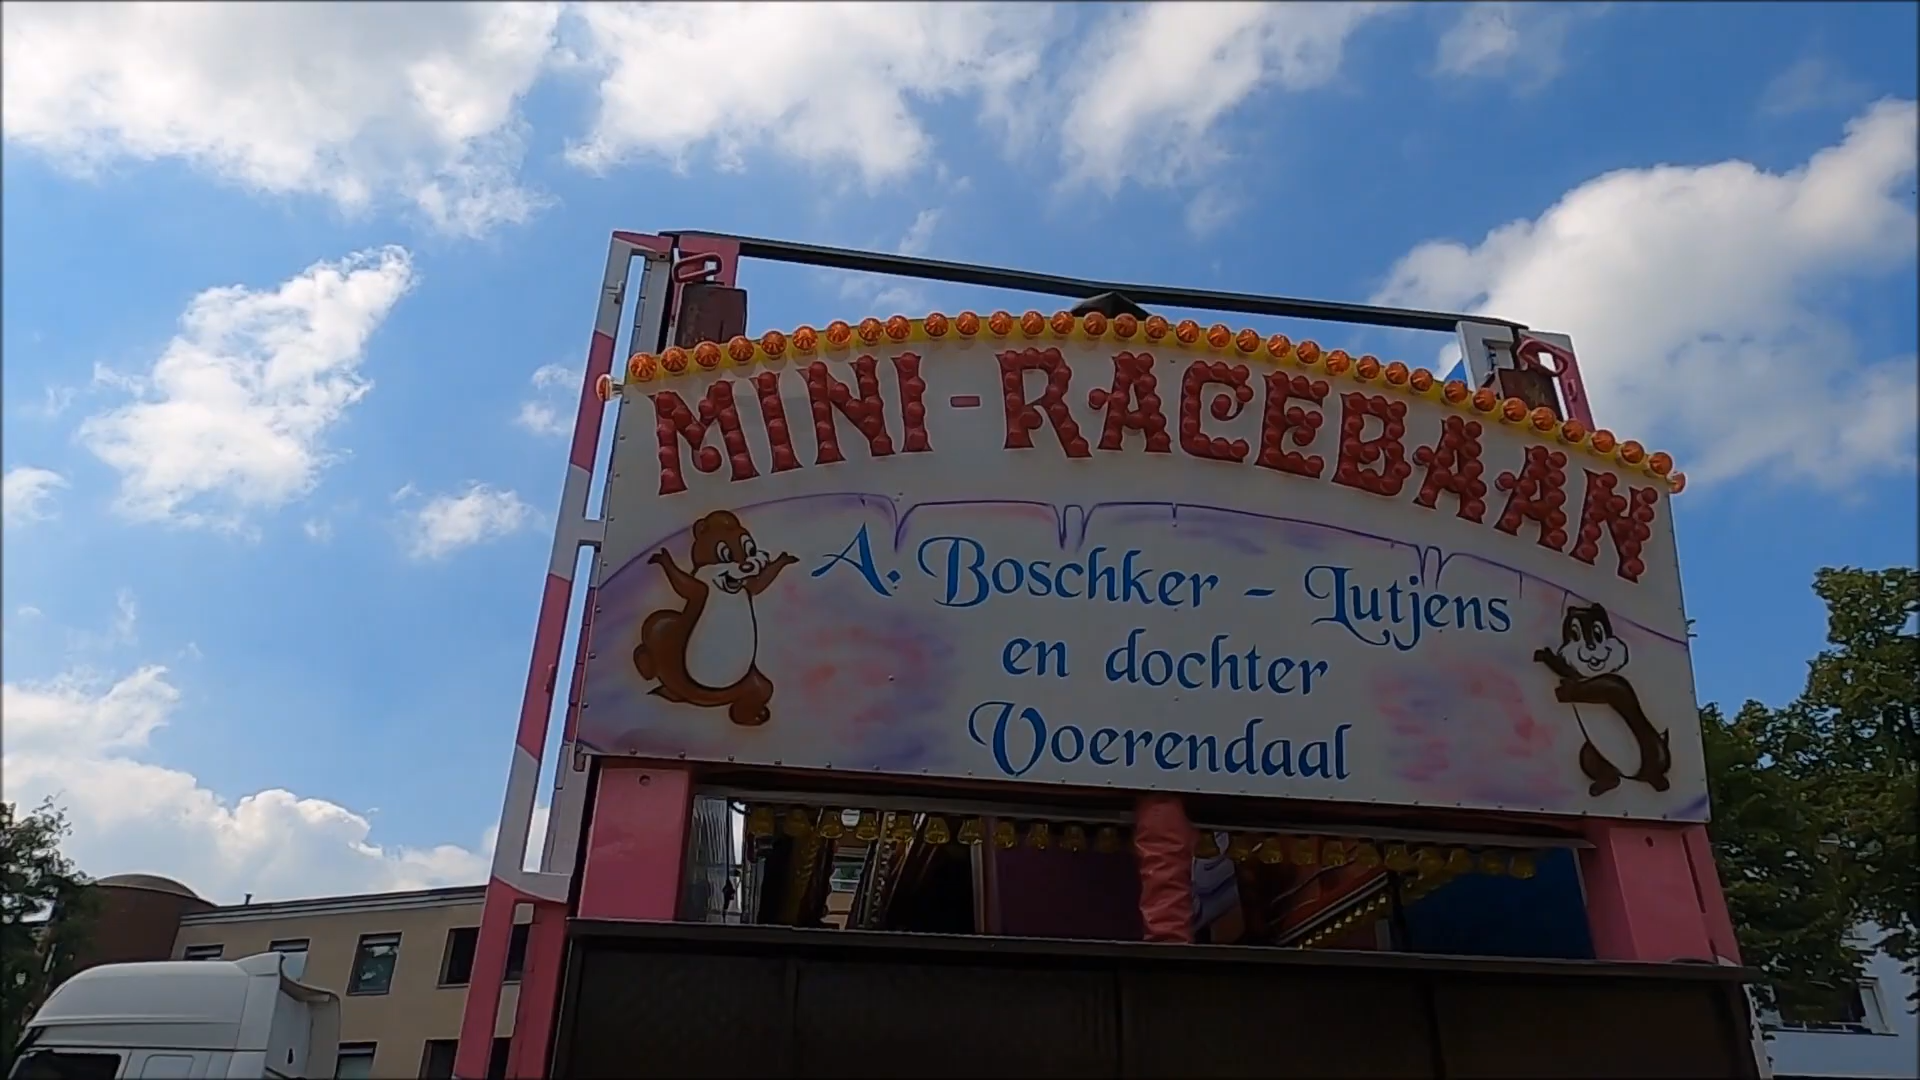 MINI-RACEBAAN
A. Boschker - Lutjens
en dochter
Voerendaal